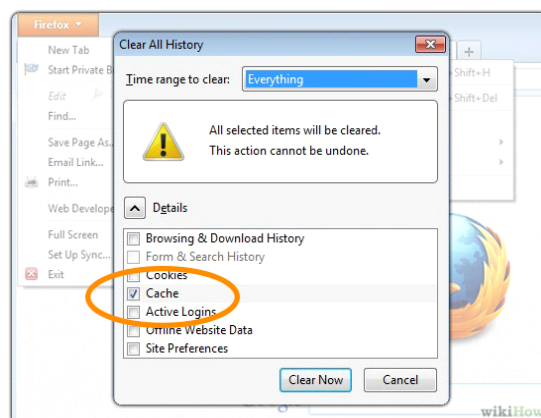 Firefox
New Tab
Start Private B
Edit
Find...
Save Page As..
Email Link...
Print...
Web Develope
Full Screen
Set Up Sync...
Exit
Shift+H
+Shift+Del
Clear All History
Time range to clear: Everything
All selected items will be cleared.
This action cannot be undone.
Details
Browsing & Download History
Form & Search History
Cookies
Cache
Active Logins
Offline Website Data
Site Preferences
Clear Now Cancel
wikiHow